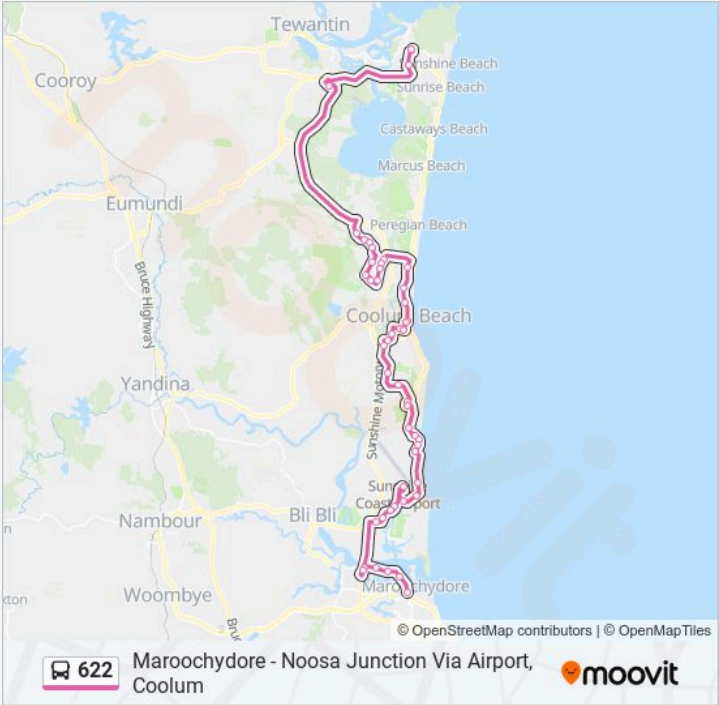 Tewantin
Sunshine Beach
Cooroy
Sunrise Beach
Castaways Beach
Marcus Beach
Eumundi
Peregian Beach
Bruce Highway
Coolum Beach
Yandina
Sunshine Motor
Sunshine
Coast Airport
Nambour
Bli Bli
Maroochydore
Woombye
Bru
© OpenStreetMap contributors | © OpenMapTiles
622
Maroochydore - Noosa Junction Via Airport,
Coolum
moovit